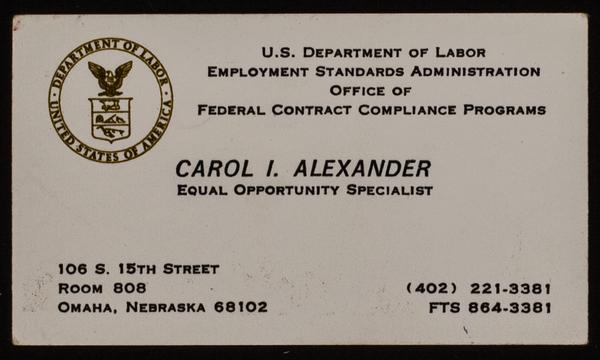 DEPARTMENT OF LABOR
UNITED STATES OF AMERICA
U.S. DEPARTMENT OF LABOR
EMPLOYMENT STANDARDS ADMINISTRATION
OFFICE OF
FEDERAL CONTRACT COMPLIANCE PROGRAMS
CAROL I. ALEXANDER
EQUAL OPPORTUNITY SPECIALIST
106 S. 15TH STREET
ROOM 808
OMAHA, NEBRASKA 68102
(402) 221-3381
FTS 864-3381